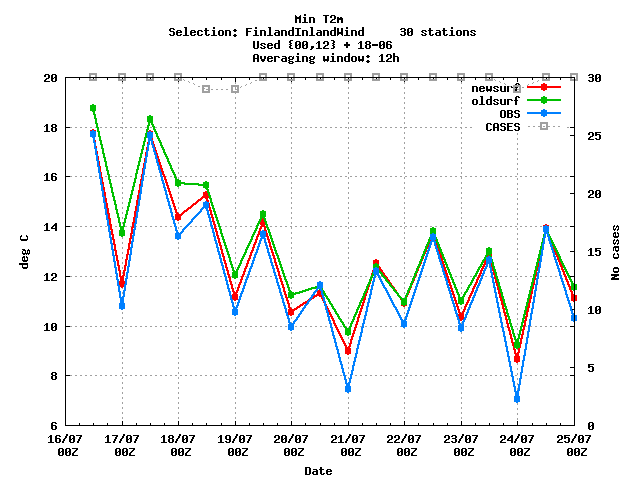 Min T2m
Selection: FinlandInlandWind     30 stations
Used {00,12} + 18-06
Averaging window: 12h
newsurf
oldsurf
OBS
CASES
20
18
16
14
12
10
8
6
deg C
30
25
20
15
10
5
0
No cases
16/07 17/07 18/07 19/07 20/07 21/07 22/07 23/07 24/07 25/07
00Z 00Z 00Z 00Z 00Z 00Z 00Z 00Z 00Z 00Z
Date